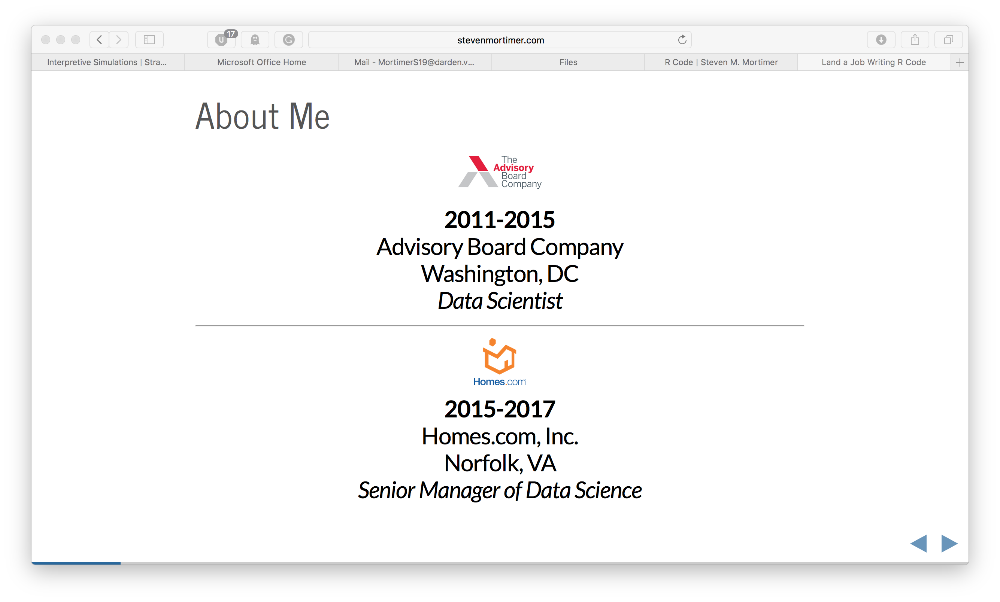 17
stevenmortimer.com
Interpretive Simulations | Stra...
Microsoft Office Home
Mail - MortimerS19@darden.v...
Files
R Code | Steven M. Mortimer
Land a Job Writing R Code
About Me
The
Advisory
Board
Company
2011-2015
Advisory Board Company
Washington, DC
Data Scientist
Homes.com
2015-2017
Homes.com, Inc.
Norfolk, VA
Senior Manager of Data Science